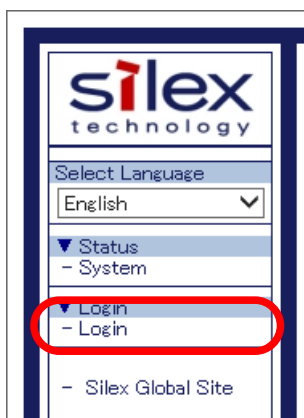 silex
technology
Select Language
English
▼ Status
- System
▼ Login
- Login
- Silex Global Site